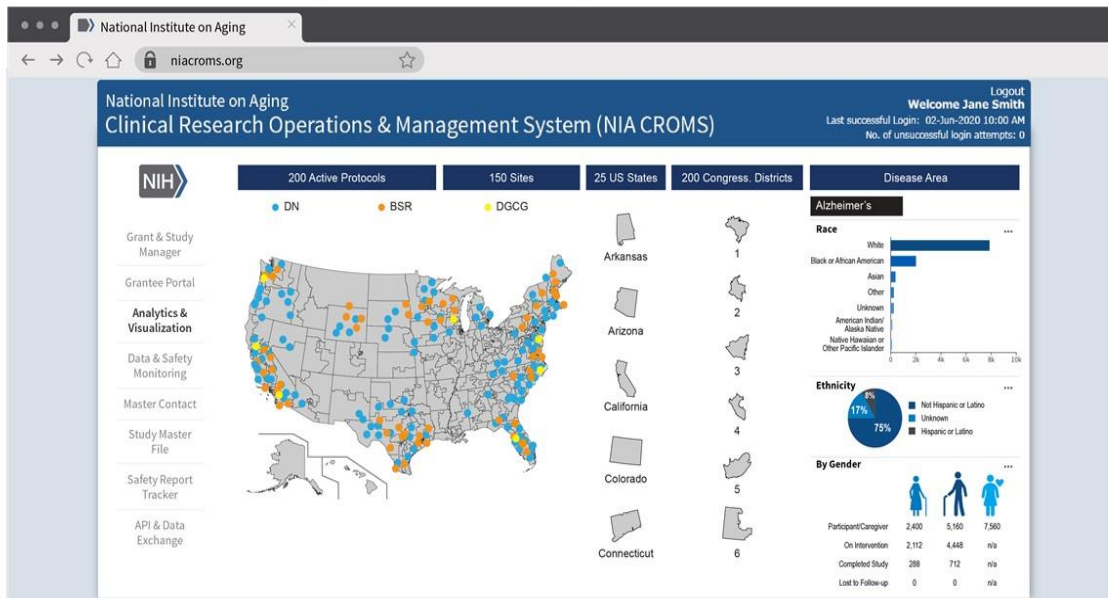 National Institute on Aging
niacroms.org
National Institute on Aging
Clinical Research Operations & Management System (NIA CROMS)
Logout
Welcome Jane Smith
Last successful Login: 02-Jun-2020 10:00 AM
No. of unsuccessful login attempts: 0
NIH
Grant & Study
Manager
Grantee Portal
Analytics &
Visualization
Data & Safety
Monitoring
Master Contact
Study Master
File
Safety Report
Tracker
API & Data
Exchange
200 Active Protocols
150 Sites
25 US States
200 Congress. Districts
Disease Area
DN
BSR
DGCG
Arkansas
Arizona
California
Colorado
Connecticut
1
2
3
4
5
6
Alzheimer's
Race
...
White
Black or African American
Asian
Other
Unknown
American Indian/
Alaska Native
Native Hawaiian or
Other Pacific Islander
0 2k 4k 6k 8k 10k
Ethnicity
...
8%
17%
75%
Not Hispanic or Latino
Unknown
Hispanic or Latino
By Gender
...
Participant/Caregiver 2,400 5,160 7,560
On Intervention 2,112 4,448 n/a
Completed Study 288 712 n/a
Lost to Follow-up 0 0 n/a